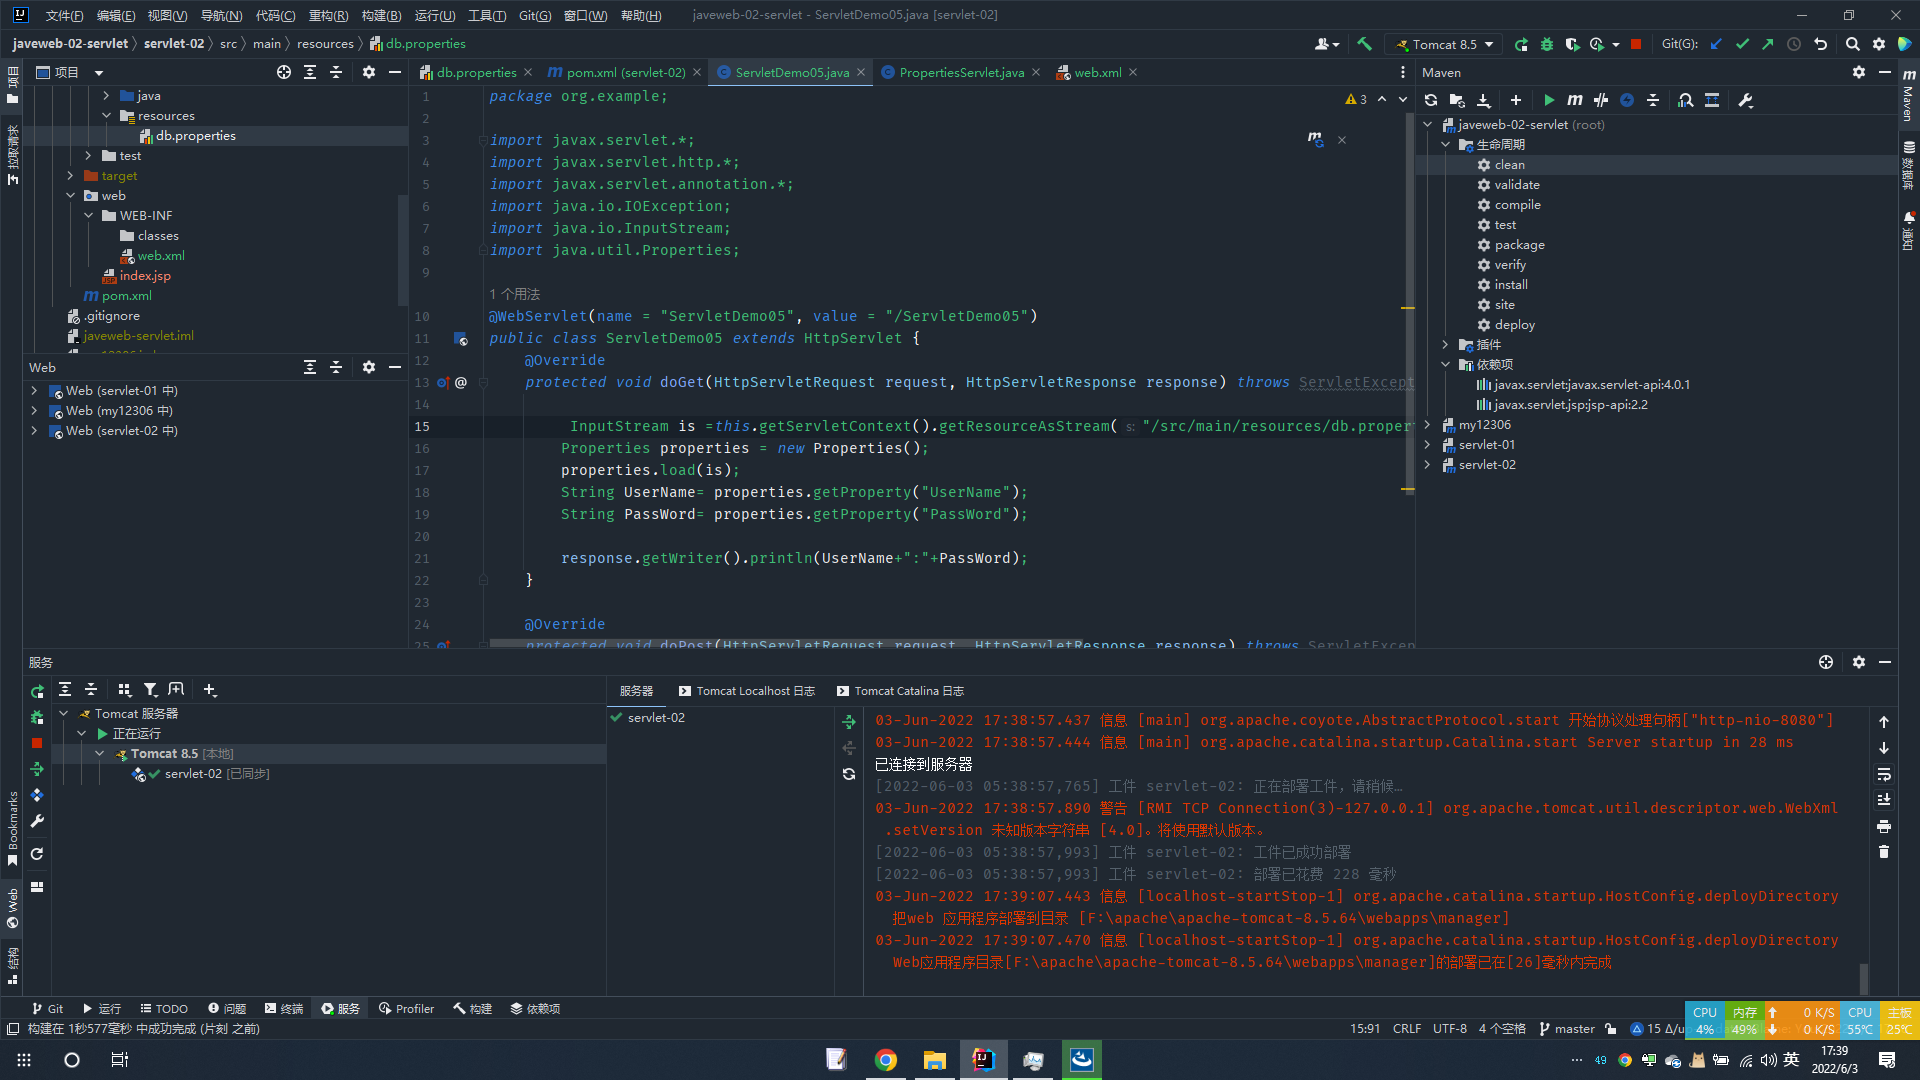 文件(F) 编辑(E) 视图(V) 导航(N) 代码(C) 重构(R) 构建(B) 运行(U) 工具(T) Git(G) 窗口(W) 帮助(H) javeweb-02-servlet - ServletDemo05.java [servlet-02]
javeweb-02-servlet servlet-02 src main resources db.properties
Tomcat 8.5 Git(G):
项目
db.properties pom.xml (servlet-02) ServletDemo05.java PropertiesServlet.java web.xml
Maven
项目
拉取请求
java
resources
db.properties
test
target
web
WEB-INF
classes
web.xml
index.jsp
pom.xml
.gitignore
javeweb-servlet.iml
Web
Web (servlet-01 中)
Web (my12306 中)
Web (servlet-02 中)
3
1 package org.example;
2
3 import javax.servlet.*;
4 import javax.servlet.http.*;
5 import javax.servlet.annotation.*;
6 import java.io.IOException;
7 import java.io.InputStream;
8 import java.util.Properties;
9
1 个用法
10 @WebServlet(name = "ServletDemo05", value = "/ServletDemo05")
11 public class ServletDemo05 extends HttpServlet {
12 @Override
13 protected void doGet(HttpServletRequest request, HttpServletResponse response) throws ServletExcept
14
15 InputStream is =this.getServletContext().getResourceAsStream( s: "/src/main/resources/db.proper
16 Properties properties = new Properties();
17 properties.load(is);
18 String UserName= properties.getProperty("UserName");
19 String PassWord= properties.getProperty("PassWord");
20
21 response.getWriter().println(UserName+":"+PassWord);
22 }
23
24 @Override
25 protected void doPost(HttpServletRequest request, HttpServletResponse response) throws ServletExcep
javeweb-02-servlet (root)
生命周期
clean
validate
compile
test
package
verify
install
site
deploy
插件
依赖项
javax.servlet:javax.servlet-api:4.0.1
javax.servlet.jsp:jsp-api:2.2
my12306
servlet-01
servlet-02
Maven
数据库
通知
服务
Tomcat 服务器
正在运行
Tomcat 8.5 [本地]
servlet-02 [已同步]
服务器 Tomcat Localhost 日志 Tomcat Catalina 日志
servlet-02
03-Jun-2022 17:38:57.437 信息 [main] org.apache.coyote.AbstractProtocol.start 开始协议处理句柄["http-nio-8080"]
03-Jun-2022 17:38:57.444 信息 [main] org.apache.catalina.startup.Catalina.start Server startup in 28 ms
已连接到服务器
[2022-06-03 05:38:57,765] 工件 servlet-02: 正在部署工件，请稍候…
03-Jun-2022 17:38:57.890 警告 [RMI TCP Connection(3)-127.0.0.1] org.apache.tomcat.util.descriptor.web.WebXml
.setVersion 未知版本字符串 [4.0]。将使用默认版本。
[2022-06-03 05:38:57,993] 工件 servlet-02: 工件已成功部署
[2022-06-03 05:38:57,993] 工件 servlet-02: 部署已花费 228 毫秒
03-Jun-2022 17:39:07.443 信息 [localhost-startStop-1] org.apache.catalina.startup.HostConfig.deployDirectory
把web 应用程序部署到目录 [F:\apache\apache-tomcat-8.5.64\webapps\manager]
03-Jun-2022 17:39:07.470 信息 [localhost-startStop-1] org.apache.catalina.startup.HostConfig.deployDirectory
Web应用程序目录[F:\apache\apache-tomcat-8.5.64\webapps\manager]的部署已在[26]毫秒内完成
Bookmarks
Web
结构
Git 运行 TODO 问题 终端 服务 Profiler 构建 依赖项
构建在 1秒577毫秒 中成功完成 (片刻 之前)
15:91 CRLF UTF-8 4 个空格 master 15 Δ/up
CPU 内存 0 K/S CPU 主板
4% 49% 0 K/S 55℃ 25℃
49 英 17:39
2022/6/3